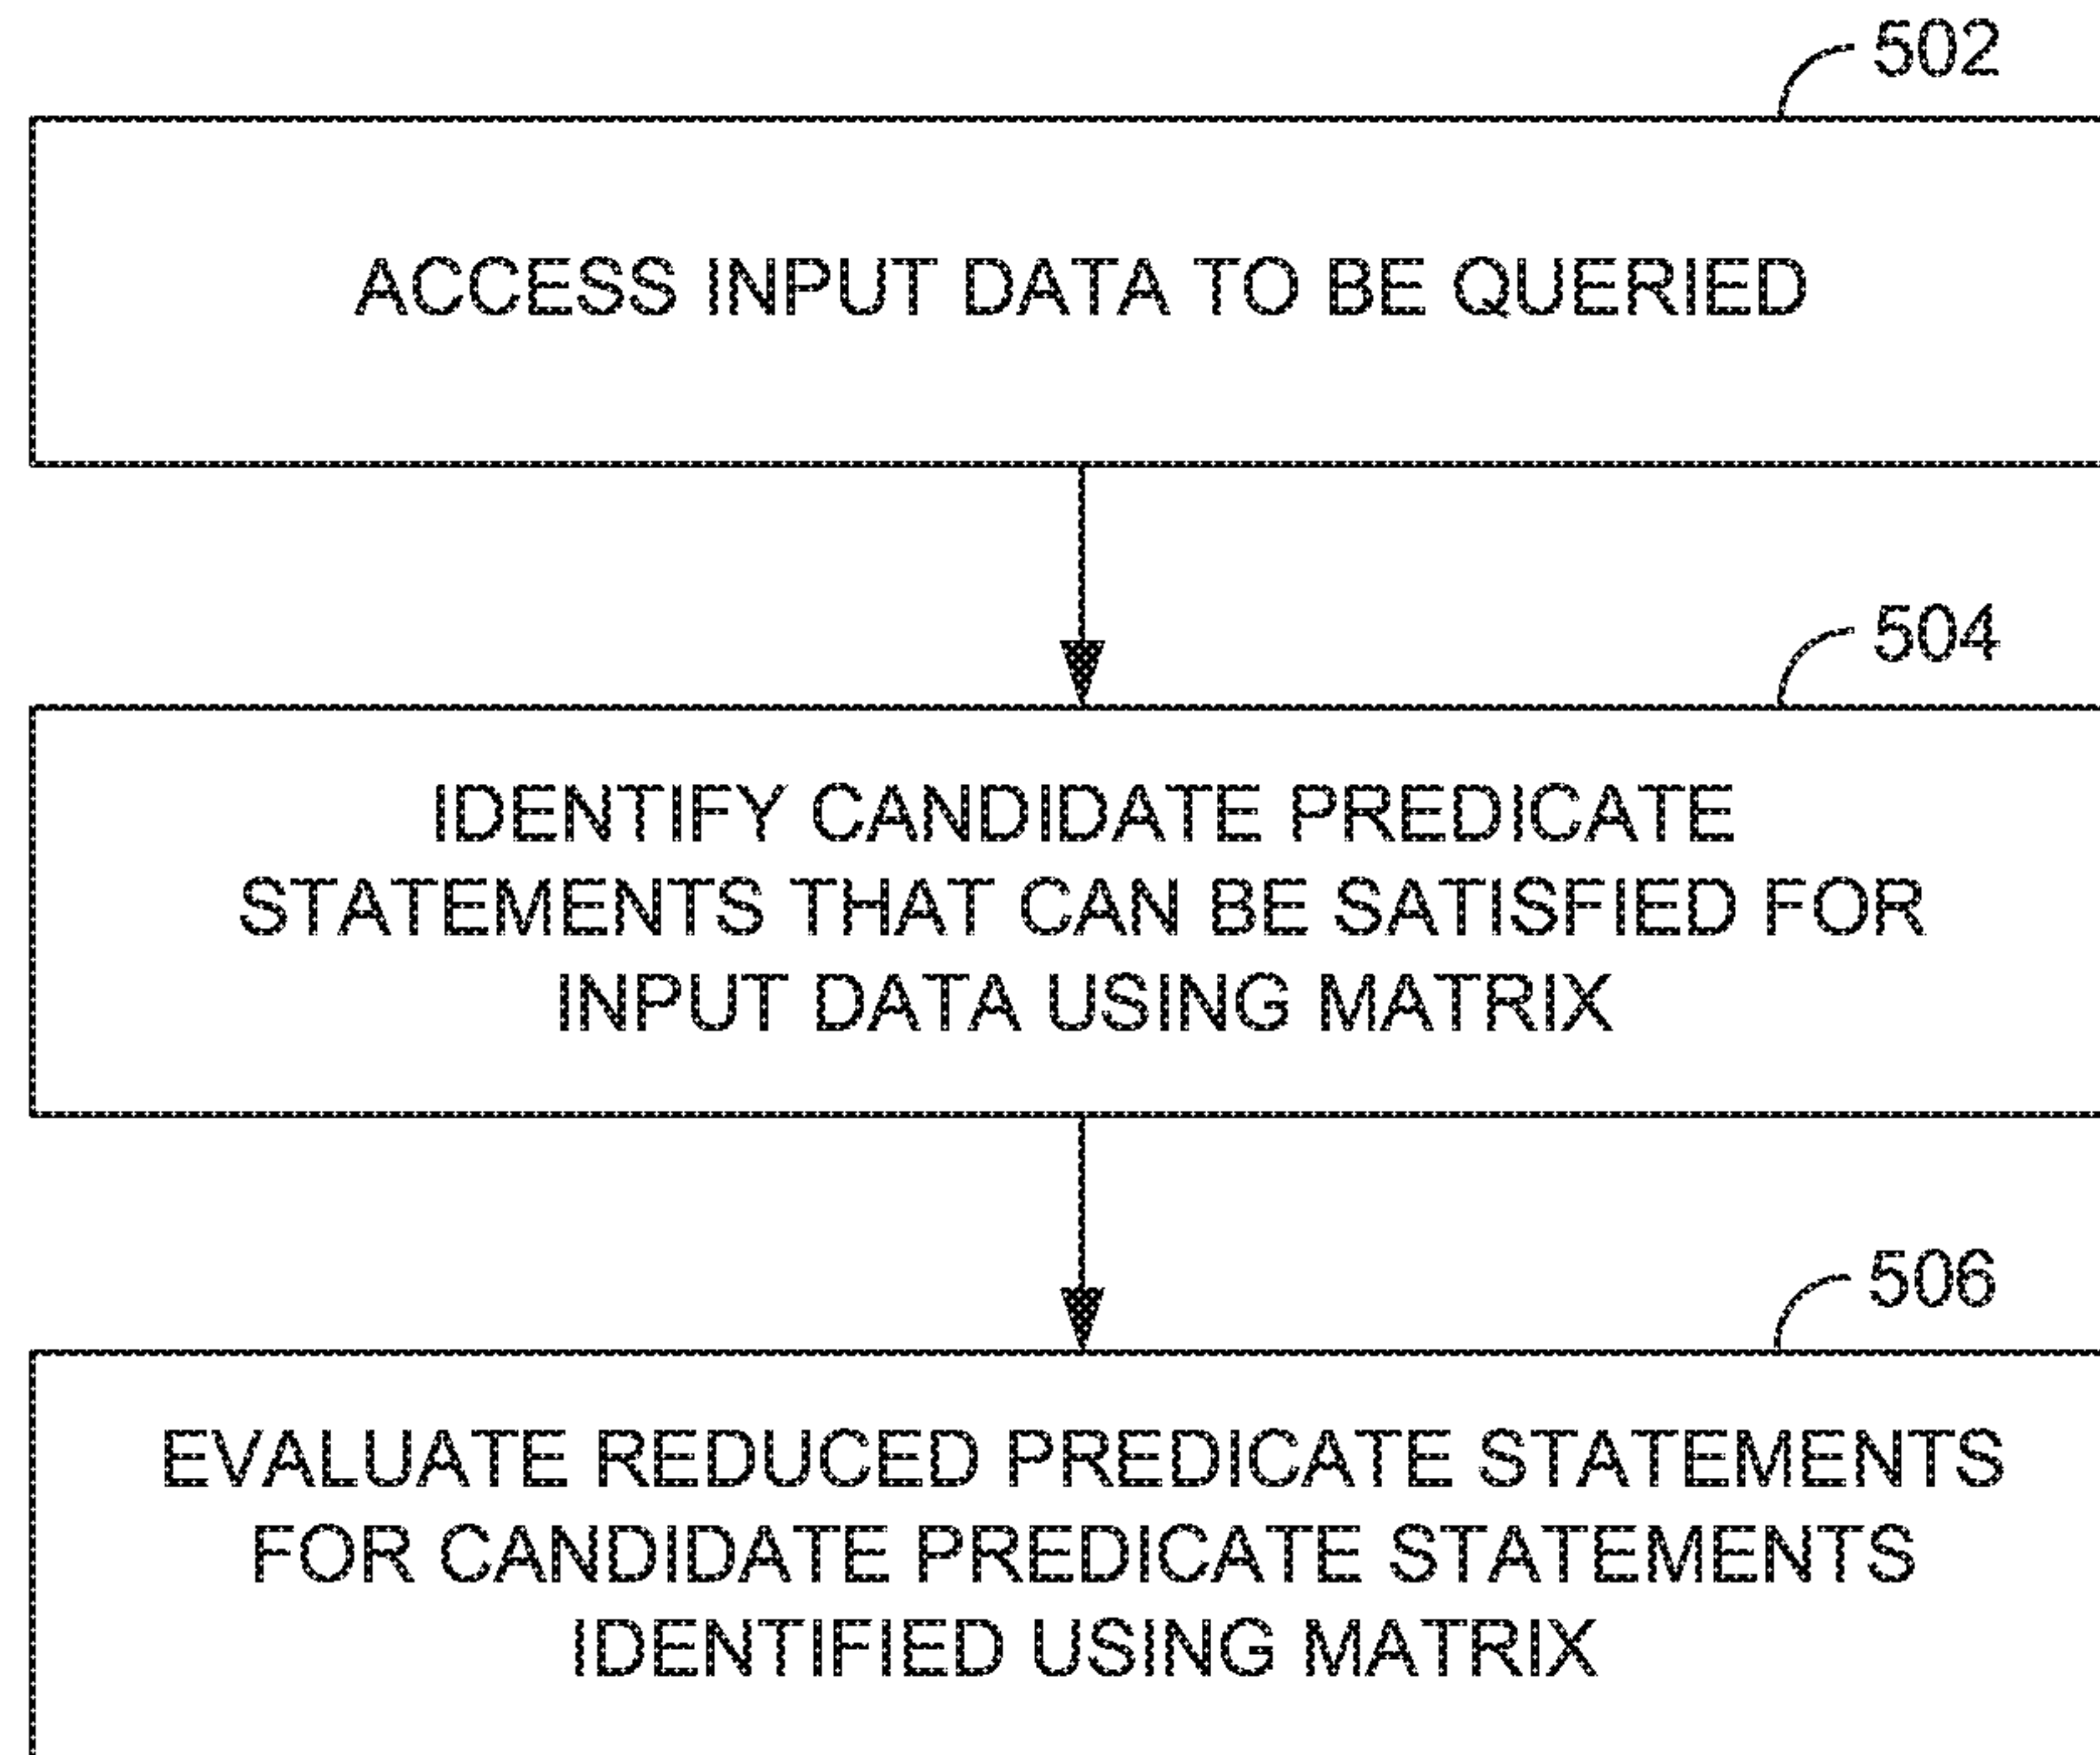 502
ACCESS INPUT DATA TO BE QUERIED
504
IDENTIFY CANDIDATE PREDICATE
STATEMENTS THAT CAN BE SATISFIED FOR
INPUT DATA USING MATRIX
506
EVALUATE REDUCED PREDICATE STATEMENTS
FOR CANDIDATE PREDICATE STATEMENTS
IDENTIFIED USING MATRIX